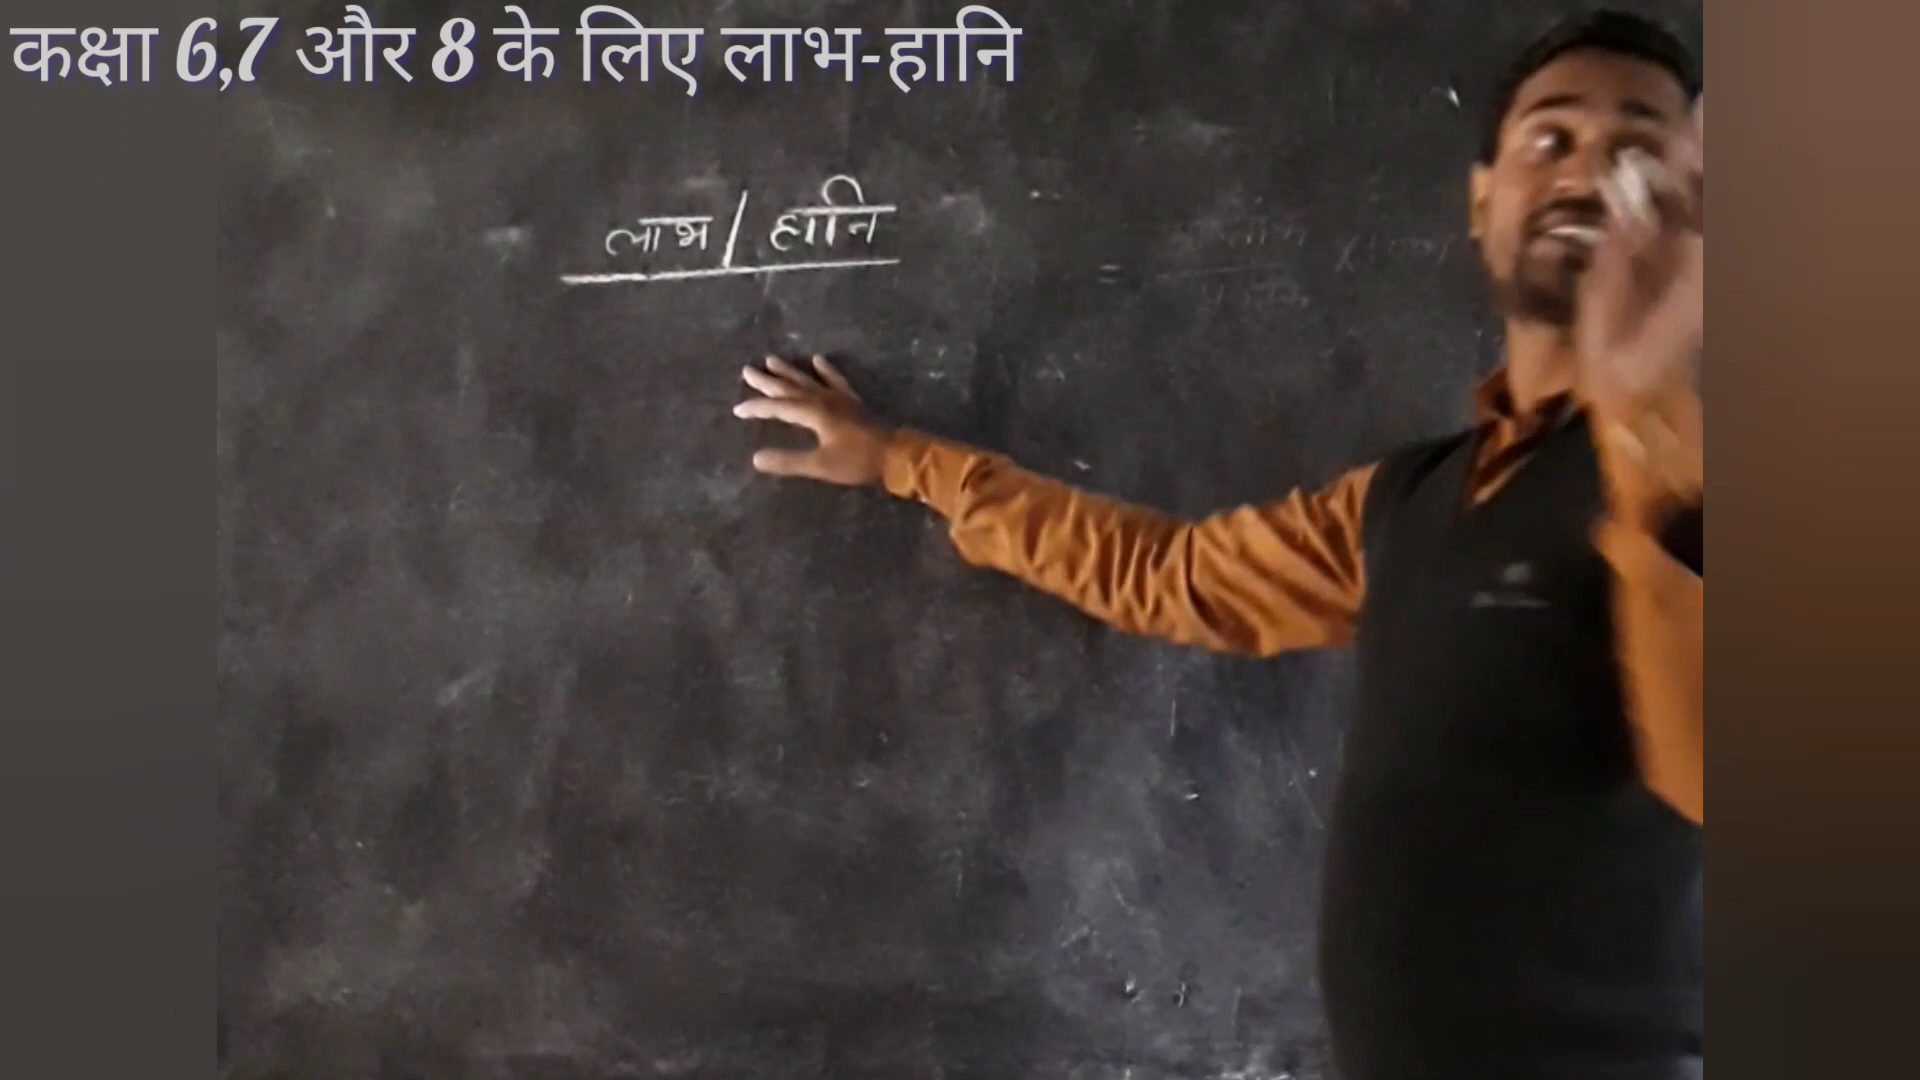 कक्षा 6,7 और 8 के लिए लाभ-हानि
लाभ / हानि